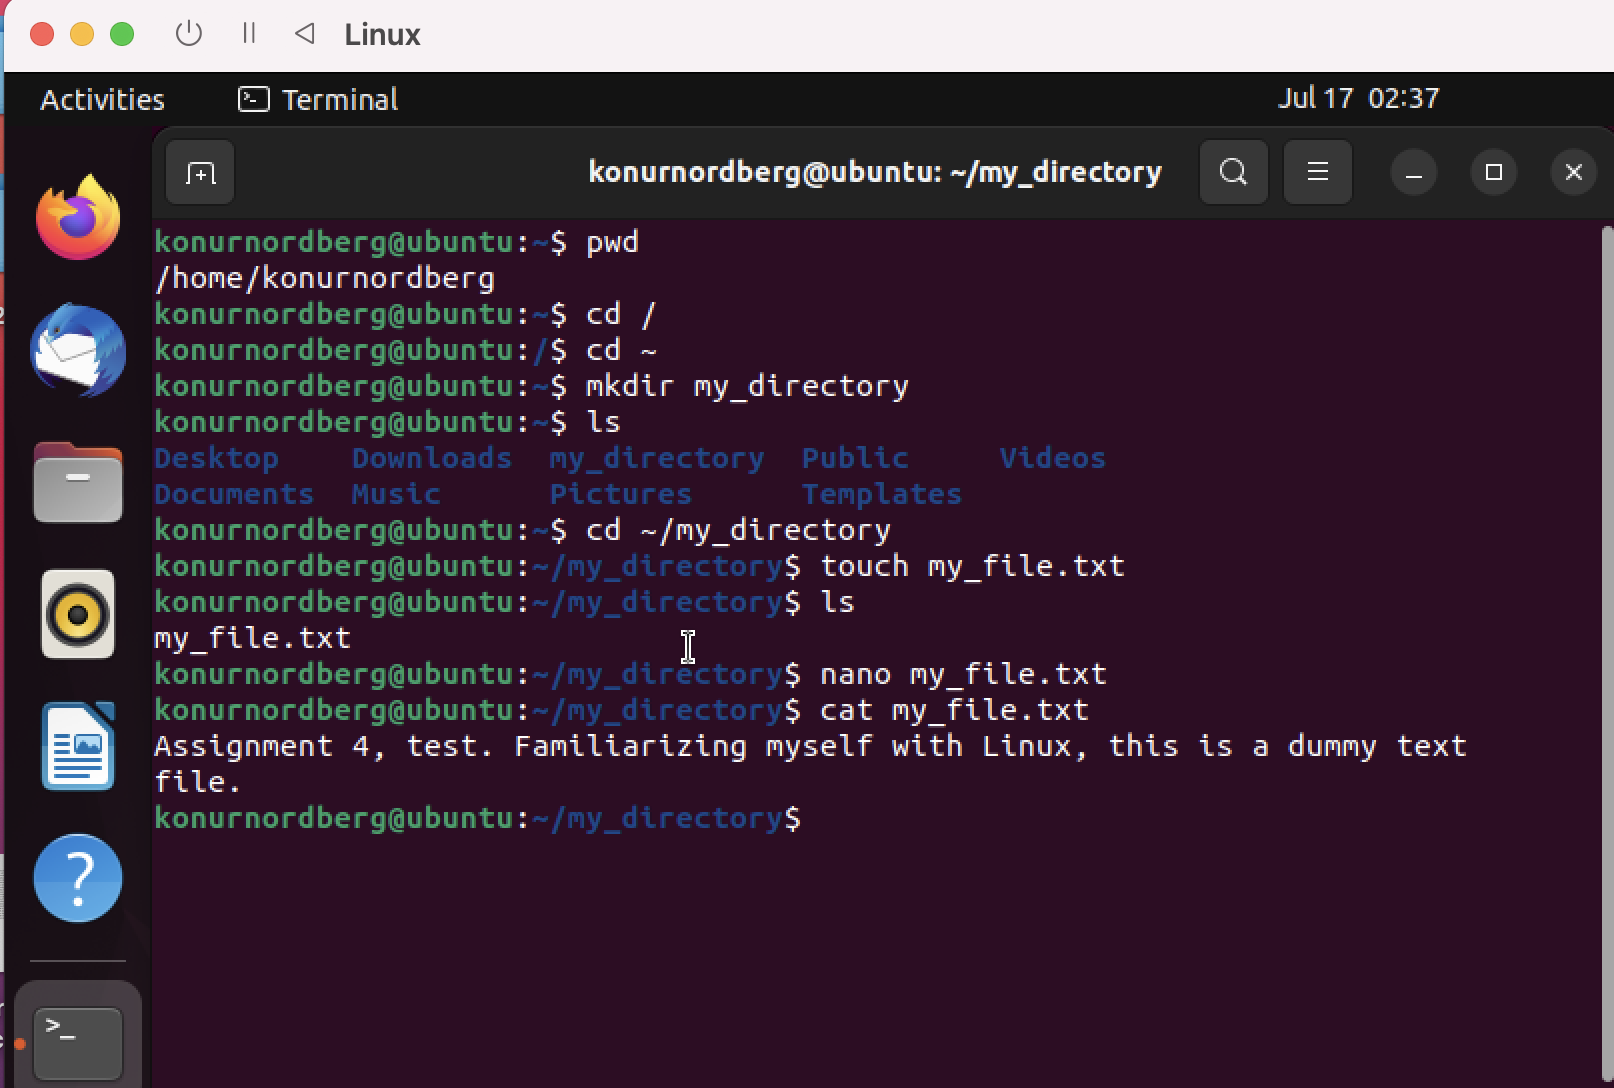 Linux
Activities Terminal Jul 17 02:37
konurnordberg@ubuntu: ~/my_directory
konurnordberg@ubuntu:~$ pwd
/home/konurnordberg
konurnordberg@ubuntu:~$ cd /
konurnordberg@ubuntu:/$ cd ~
konurnordberg@ubuntu:~$ mkdir my_directory
konurnordberg@ubuntu:~$ ls
Desktop Downloads my_directory Public Videos
Documents Music Pictures Templates
konurnordberg@ubuntu:~$ cd ~/my_directory
konurnordberg@ubuntu:~/my_directory$ touch my_file.txt
konurnordberg@ubuntu:~/my_directory$ ls
my_file.txt
konurnordberg@ubuntu:~/my_directory$ nano my_file.txt
konurnordberg@ubuntu:~/my_directory$ cat my_file.txt
Assignment 4, test. Familiarizing myself with Linux, this is a dummy text
file.
konurnordberg@ubuntu:~/my_directory$